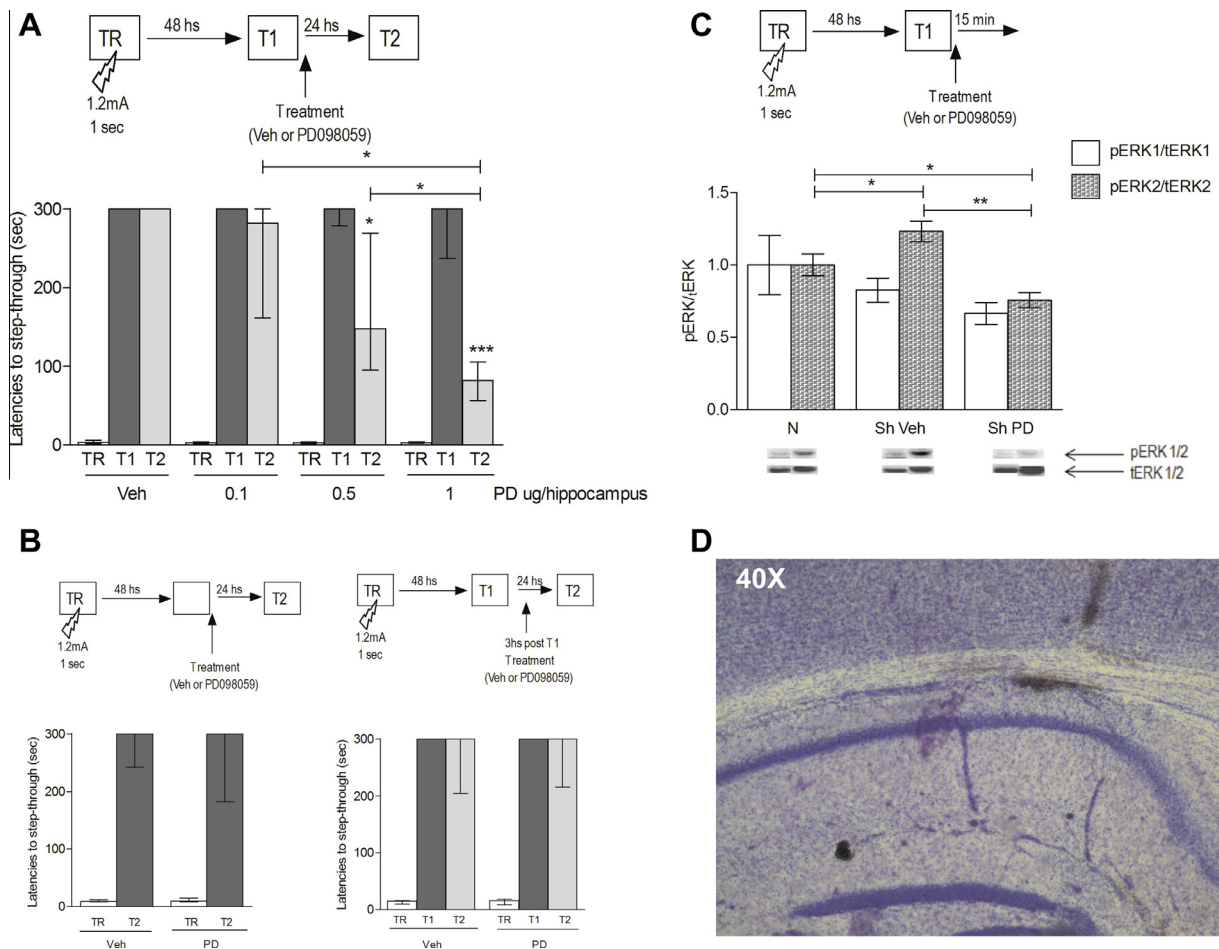 A
TR
48 hs
T1
24 hs
T2
1.2mA
1 sec
Treatment
(Veh or PD098059)
*
*
*
***
Latencies to step-through (sec)
300
200
100
0
TR T1 T2 TR T1 T2 TR T1 T2 TR T1 T2
Veh 0.1 0.5 1 PD ug/hippocampus
B
TR
48 hs
24 hs
T2
1.2mA
1 sec
Treatment
(Veh or PD098059)
Latencies to step-through (sec)
400
300
200
100
0
TR T2 TR T2
Veh PD
TR
48 hs
T1
24 hs
T2
1.2mA
1 sec
3hs post T1
Treatment
(Veh or PD098059)
Latencies to step-through (sec)
300
200
100
0
TR T1 T2 TR T1 T2
Veh PD
C
TR
48 hs
T1
15 min
1.2mA
1 sec
Treatment
(Veh or PD098059)
pERK1/tERK1
pERK2/tERK2
*
*
**
pERK/tERK
1.5
1.0
0.5
0.0
N Sh Veh Sh PD
pERK1/2
tERK1/2
D
40X